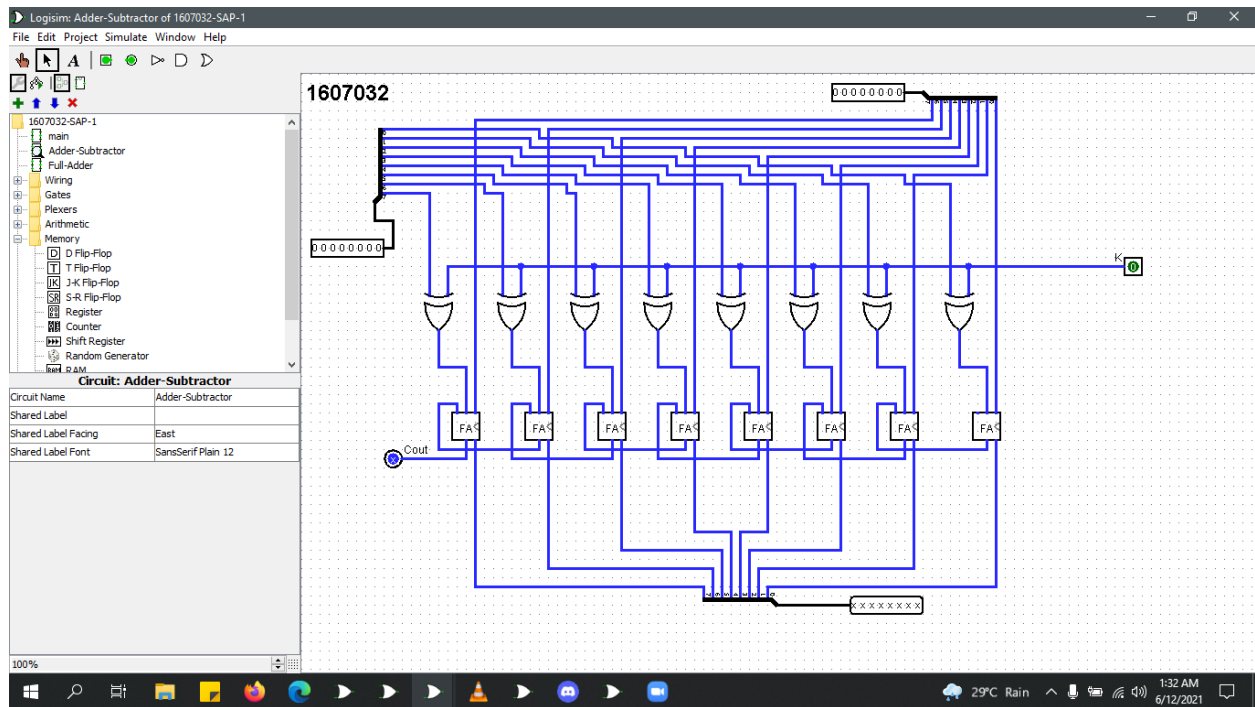 Logisim: Adder-Subtractor of 1607032-SAP-1
File Edit Project Simulate Window Help
A
1607032-SAP-1
main
Adder-Subtractor
Full-Adder
Wiring
Gates
Plexers
Arithmetic
Memory
D D Flip-Flop
T T Flip-Flop
JK J-K Flip-Flop
SR S-R Flip-Flop
Register
Counter
Shift Register
Random Generator
RAM RAM
Circuit: Adder-Subtractor
Circuit Name Adder-Subtractor
Shared Label
Shared Label Facing East
Shared Label Font SansSerif Plain 12
100%
1607032
00000000
00000000
K
0
FA FA FA FA FA FA FA FA
Cout
x
xxxxxxxx
29°C Rain
1:32 AM
6/12/2021